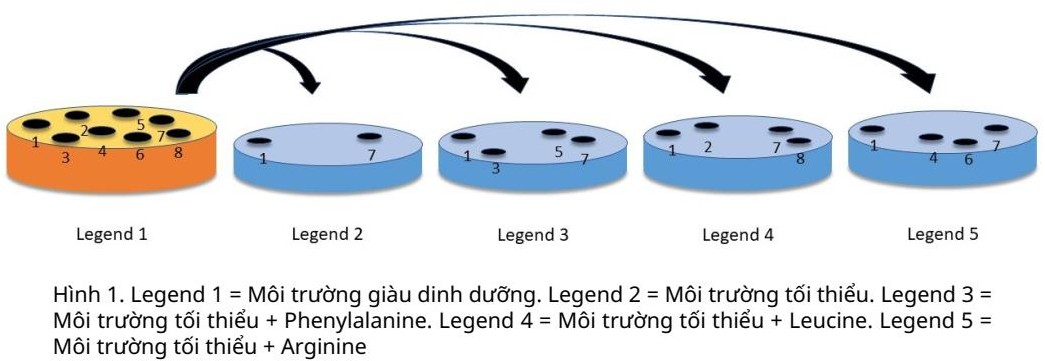 1 2 3 4 5 6 7 8
1 7
1 3 5 7
1 2 7 8
1 4 6 7
Legend 1
Legend 2
Legend 3
Legend 4
Legend 5
Hình 1. Legend 1 = Môi trường giàu dinh dưỡng. Legend 2 = Môi trường tối thiểu. Legend 3 =
Môi trường tối thiểu + Phenylalanine. Legend 4 = Môi trường tối thiểu + Leucine. Legend 5 =
Môi trường tối thiểu + Arginine